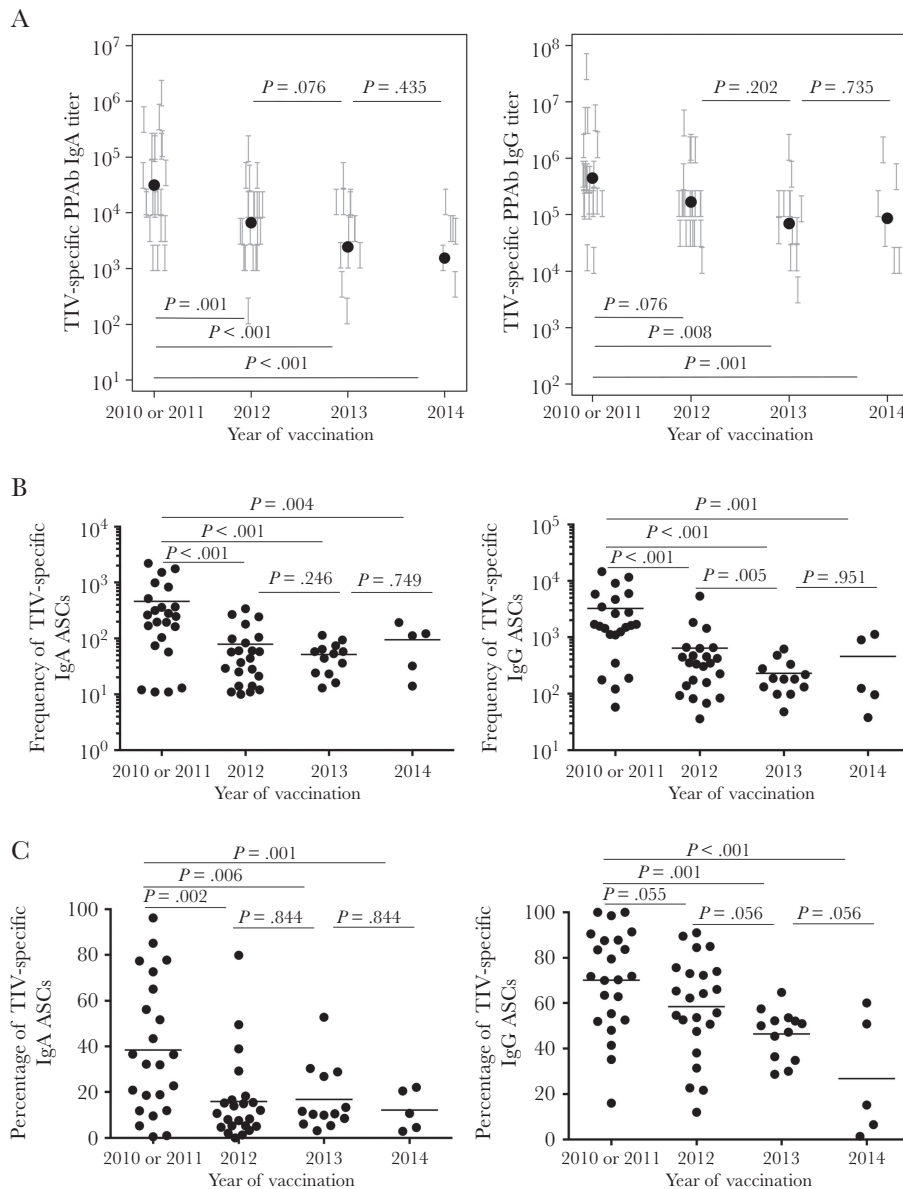 A
TIV-specific PPAb IgA titer
10^7
10^6
10^5
10^4
10^3
10^2
10^1
P = .076
P = .435
P = .001
P < .001
P < .001
2010 or 2011
2012
2013
2014
Year of vaccination
TIV-specific PPAb IgG titer
10^8
10^7
10^6
10^5
10^4
10^3
10^2
P = .202
P = .735
P = .076
P = .008
P = .001
2010 or 2011
2012
2013
2014
Year of vaccination
B
Frequency of TIV-specific
IgA ASCs
P = .004
P < .001
P < .001
P = .246
P = .749
10^4
10^3
10^2
10^1
10^0
2010 or 2011
2012
2013
2014
Year of vaccination
Frequency of TIV-specific
IgG ASCs
P = .001
P < .001
P < .001
P = .005
P = .951
10^5
10^4
10^3
10^2
10^1
2010 or 2011
2012
2013
2014
Year of vaccination
C
Percentage of TIV-specific
IgA ASCs
P = .001
P = .006
P = .002
P = .844
P = .844
100
80
60
40
20
0
2010 or 2011
2012
2013
2014
Year of vaccination
Percentage of TIV-specific
IgG ASCs
P < .001
P = .001
P = .055
P = .056
P = .056
100
80
60
40
20
0
2010 or 2011
2012
2013
2014
Year of vaccination